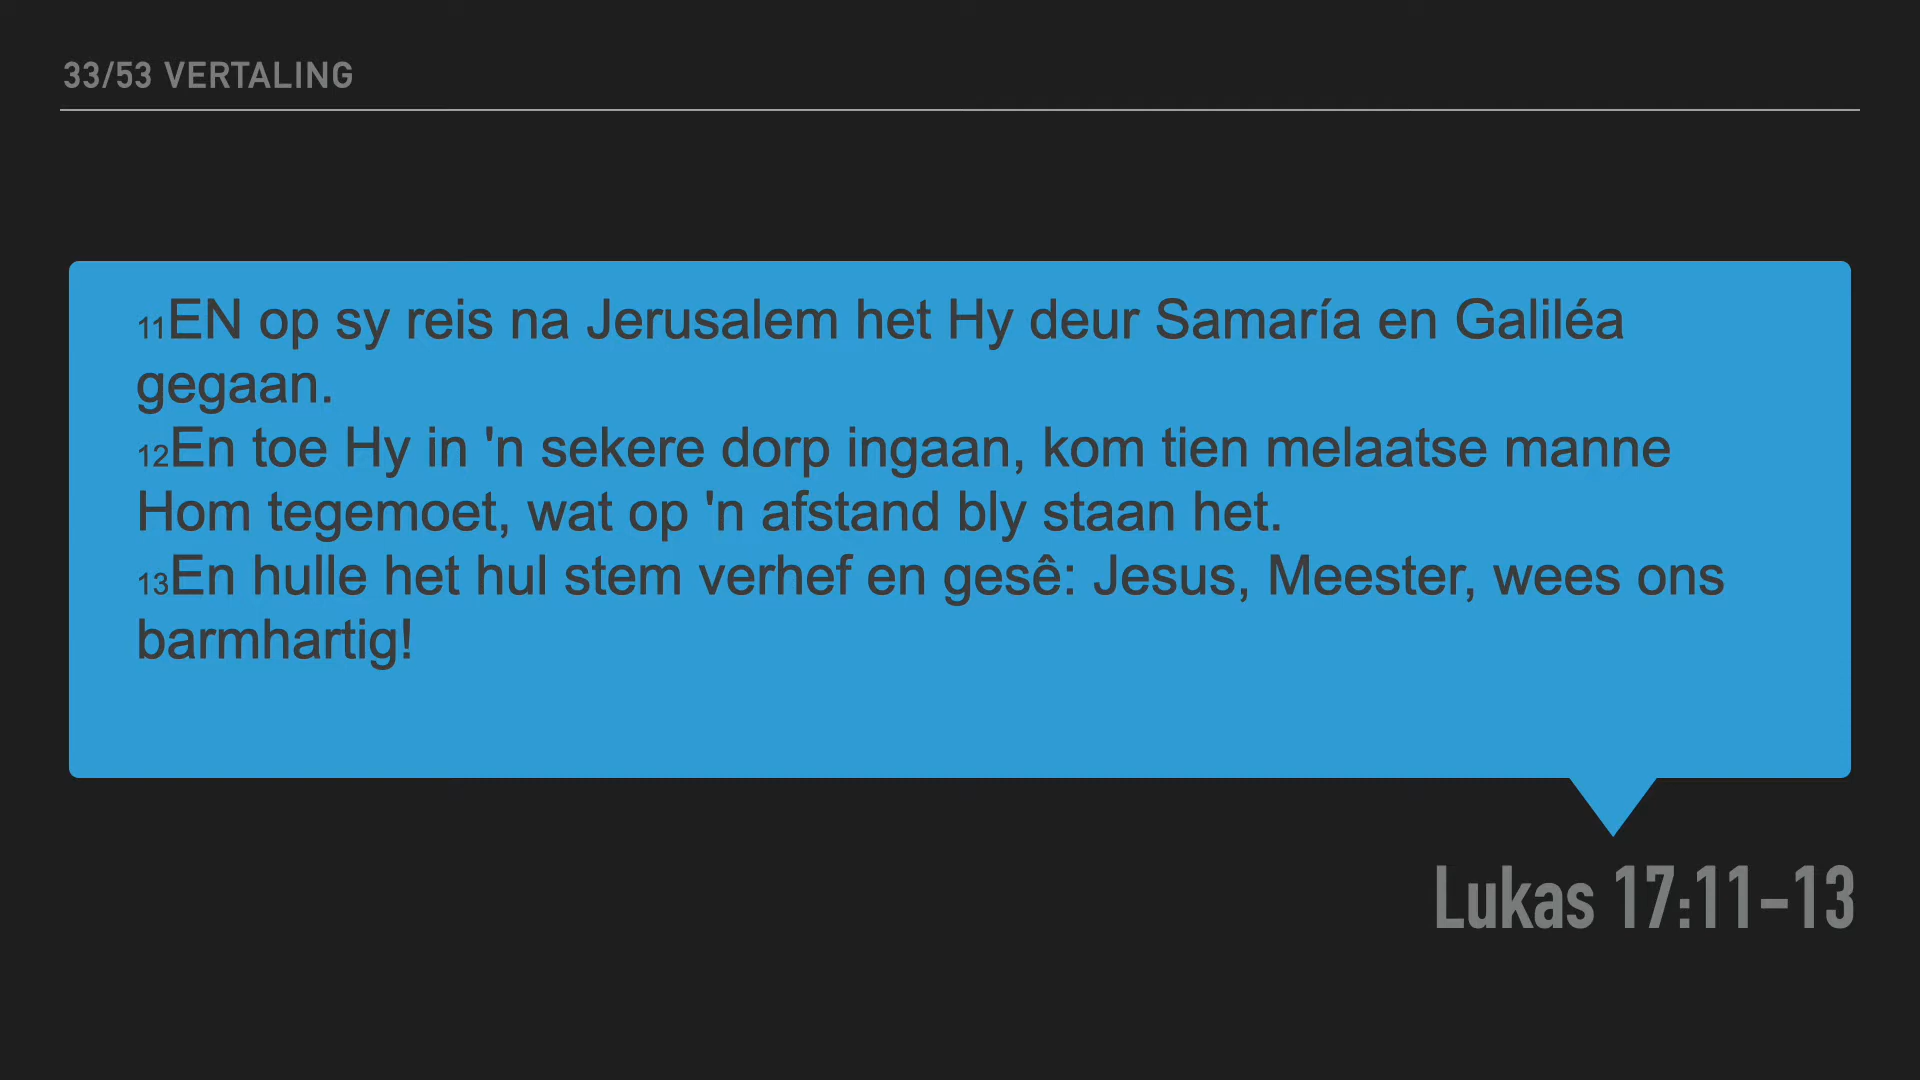 33/53 VERTALING
11EN op sy reis na Jerusalem het Hy deur Samaría en Galiléa
gegaan.
12En toe Hy in 'n sekere dorp ingaan, kom tien melaatse manne
Hom tegemoet, wat op 'n afstand bly staan het.
13En hulle het hul stem verhef en gesê: Jesus, Meester, wees ons
barmhartig!
Lukas 17:11–13